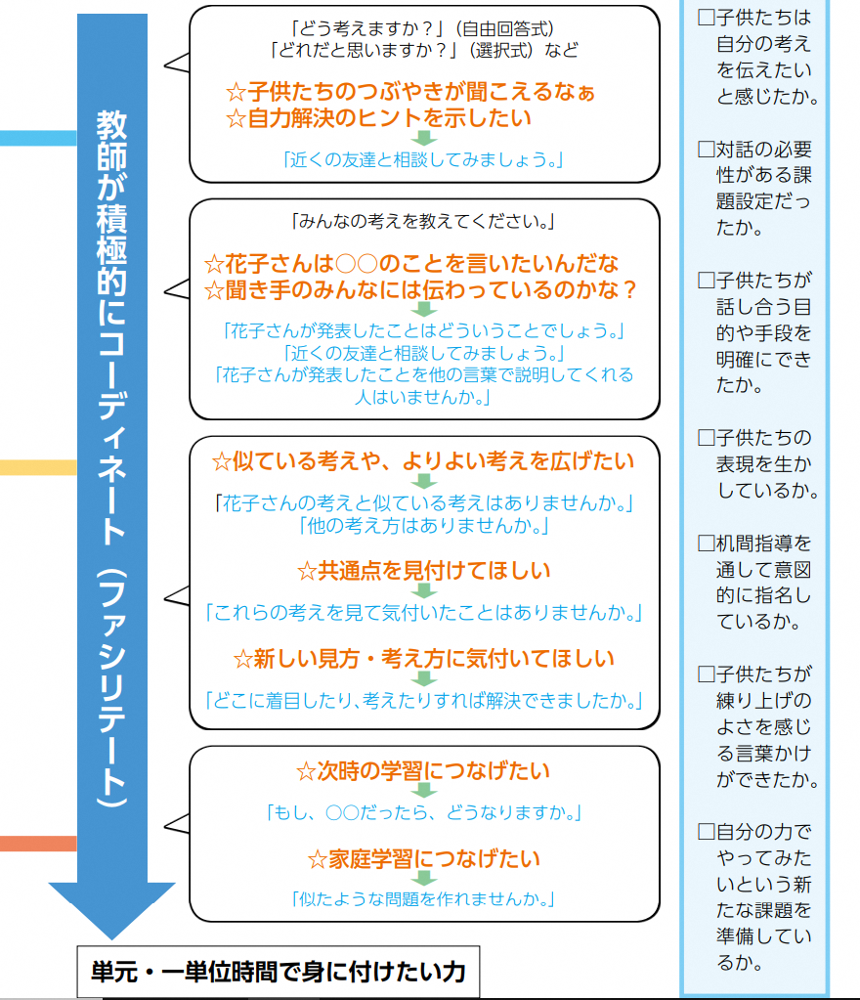 教師が積極的にコーディネート（ファシリテート）
「どう考えますか？」（自由回答式）
「どれだと思いますか？」（選択式）など
☆子供たちのつぶやきが聞こえるなぁ
☆自力解決のヒントを示したい
「近くの友達と相談してみましょう。」
「みんなの考えを教えてください。」
☆花子さんは○○のことを言いたいんだな
☆聞き手のみんなには伝わっているのかな？
「花子さんが発表したことはどういうことでしょう。」
「近くの友達と相談してみましょう。」
「花子さんが発表したことを他の言葉で説明してくれる
人はいませんか。」
☆似ている考えや、よりよい考えを広げたい
「花子さんの考えと似ている考えはありませんか。」
「他の考え方はありませんか。」
☆共通点を見付けてほしい
「これらの考えを見て気付いたことはありませんか。」
☆新しい見方・考え方に気付いてほしい
「どこに着目したり、考えたりすれば解決できましたか。」
☆次時の学習につなげたい
「もし、○○だったら、どうなりますか。」
☆家庭学習につなげたい
「似たような問題を作れませんか。」
単元・一単位時間で身に付けたい力
□子供たちは
自分の考え
を伝えたい
と感じたか。
□対話の必要
性がある課
題設定だっ
たか。
□子供たちが
話し合う目
的や手段を
明確にでき
たか。
□子供たちの
表現を生か
しているか。
□机間指導を
通して意図
的に指名し
ているか。
□子供たちが
練り上げの
よさを感じ
る言葉かけ
ができたか。
□自分の力で
やってみた
いという新
たな課題を
準備してい
るか。